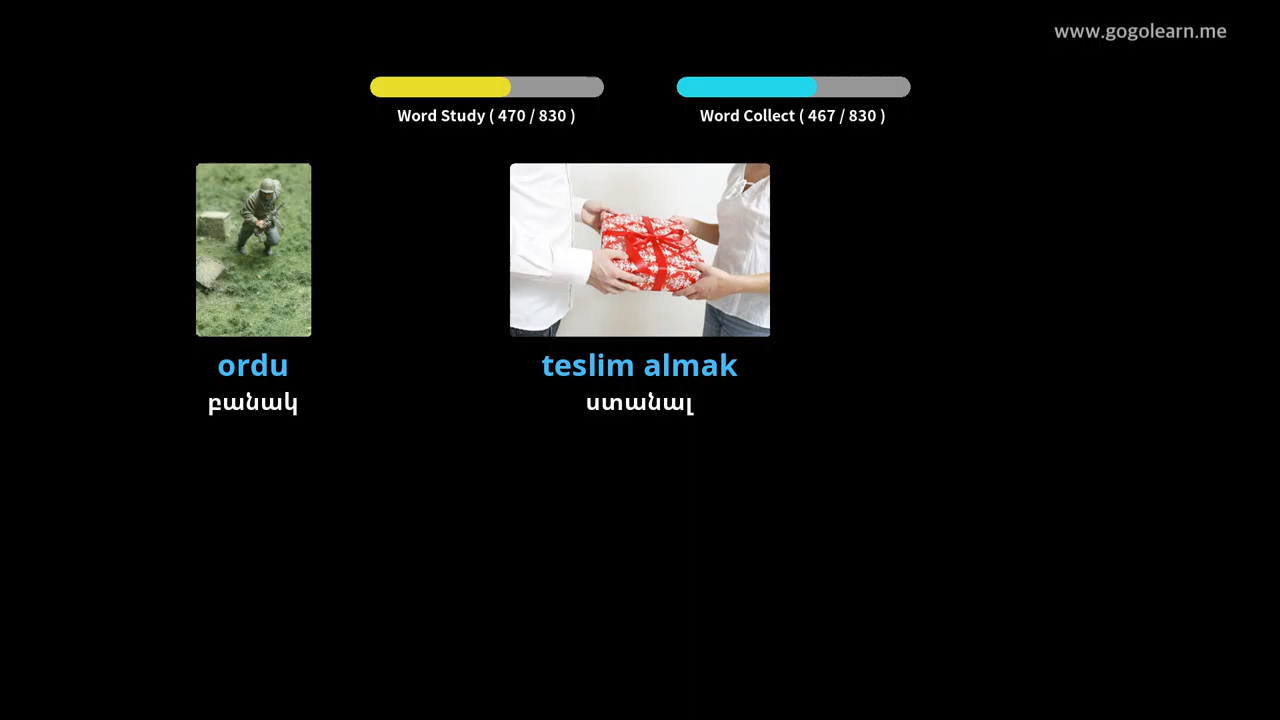 www.gogolearn.me
Word Study ( 470 / 830 )
Word Collect ( 467 / 830 )
ordu
բանակ
teslim almak
ստանալ